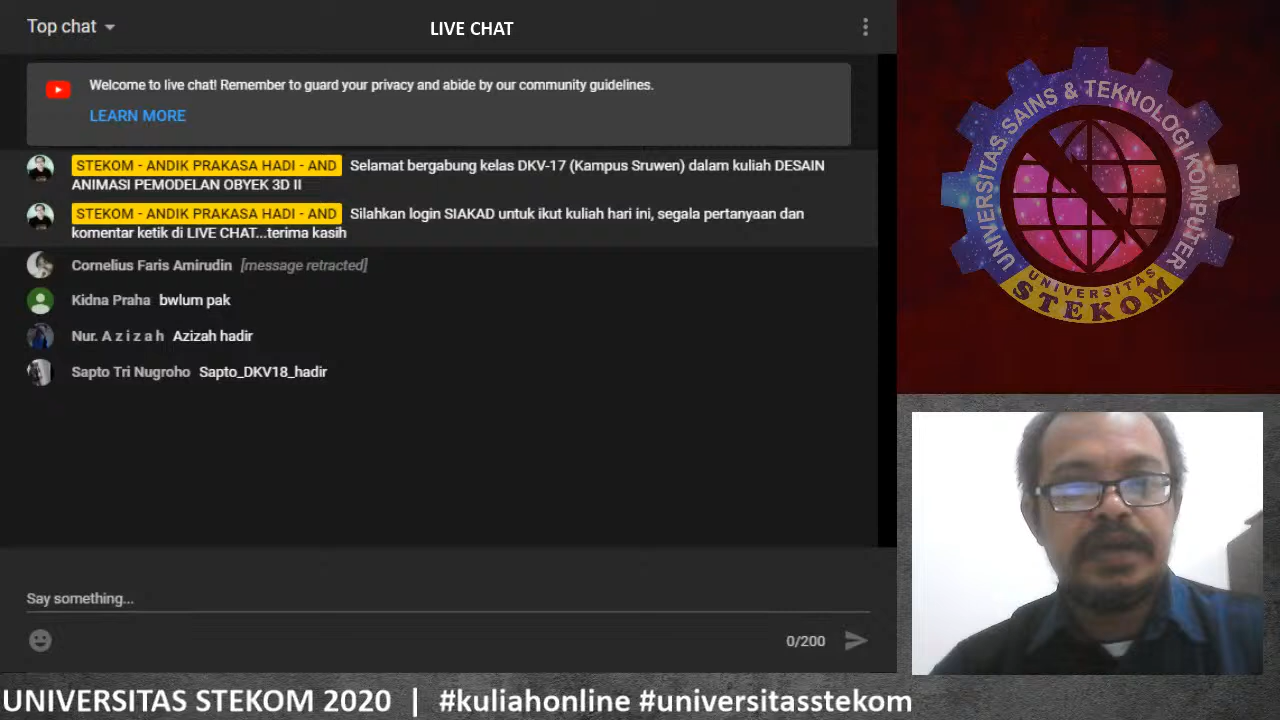 Top chat
LIVE CHAT
Welcome to live chat! Remember to guard your privacy and abide by our community guidelines.
LEARN MORE
STEKOM - ANDIK PRAKASA HADI - AND Selamat bergabung kelas DKV-17 (Kampus Sruwen) dalam kuliah DESAIN
ANIMASI PEMODELAN OBYEK 3D II
STEKOM - ANDIK PRAKASA HADI - AND Silahkan login SIAKAD untuk ikut kuliah hari ini, segala pertanyaan dan
komentar ketik di LIVE CHAT...terima kasih
Cornelius Faris Amirudin [message retracted]
Kidna Praha bwlum pak
Nur. A z i z a h Azizah hadir
Sapto Tri Nugroho Sapto_DKV18_hadir
Say something...
0/200
UNIVERSITAS SAINS & TEKNOLOGI KOMPUTER
UNIVERSITAS
STEKOM
UNIVERSITAS STEKOM 2020 | #kuliahonline #universitasstekom